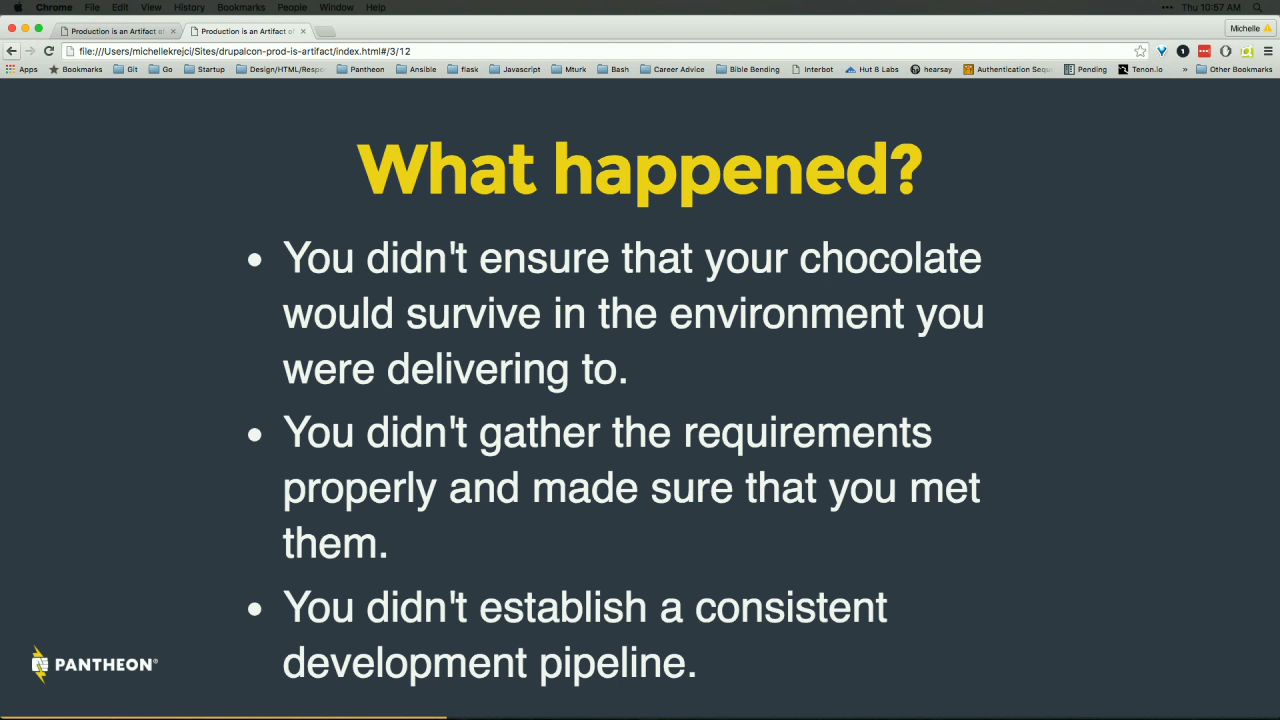 Chrome File Edit View History Bookmarks People Window Help ••• Thu 10:57 AM
Production is an Artifact of × Production is an Artifact of × Michelle
file:///Users/michellekrejci/Sites/drupalcon-prod-is-artifact/index.html#/3/12
Apps Bookmarks Git Go Startup Design/HTML/Respo Pantheon Ansible flask Javascript Mturk Bash Career Advice Bible Bending Interbot Hut 8 Labs hearsay Authentication Sequ Pending Tenon.io » Other Bookmarks
What happened?
• You didn't ensure that your chocolate
would survive in the environment you
were delivering to.
• You didn't gather the requirements
properly and made sure that you met
them.
• You didn't establish a consistent
development pipeline.
PANTHEON®